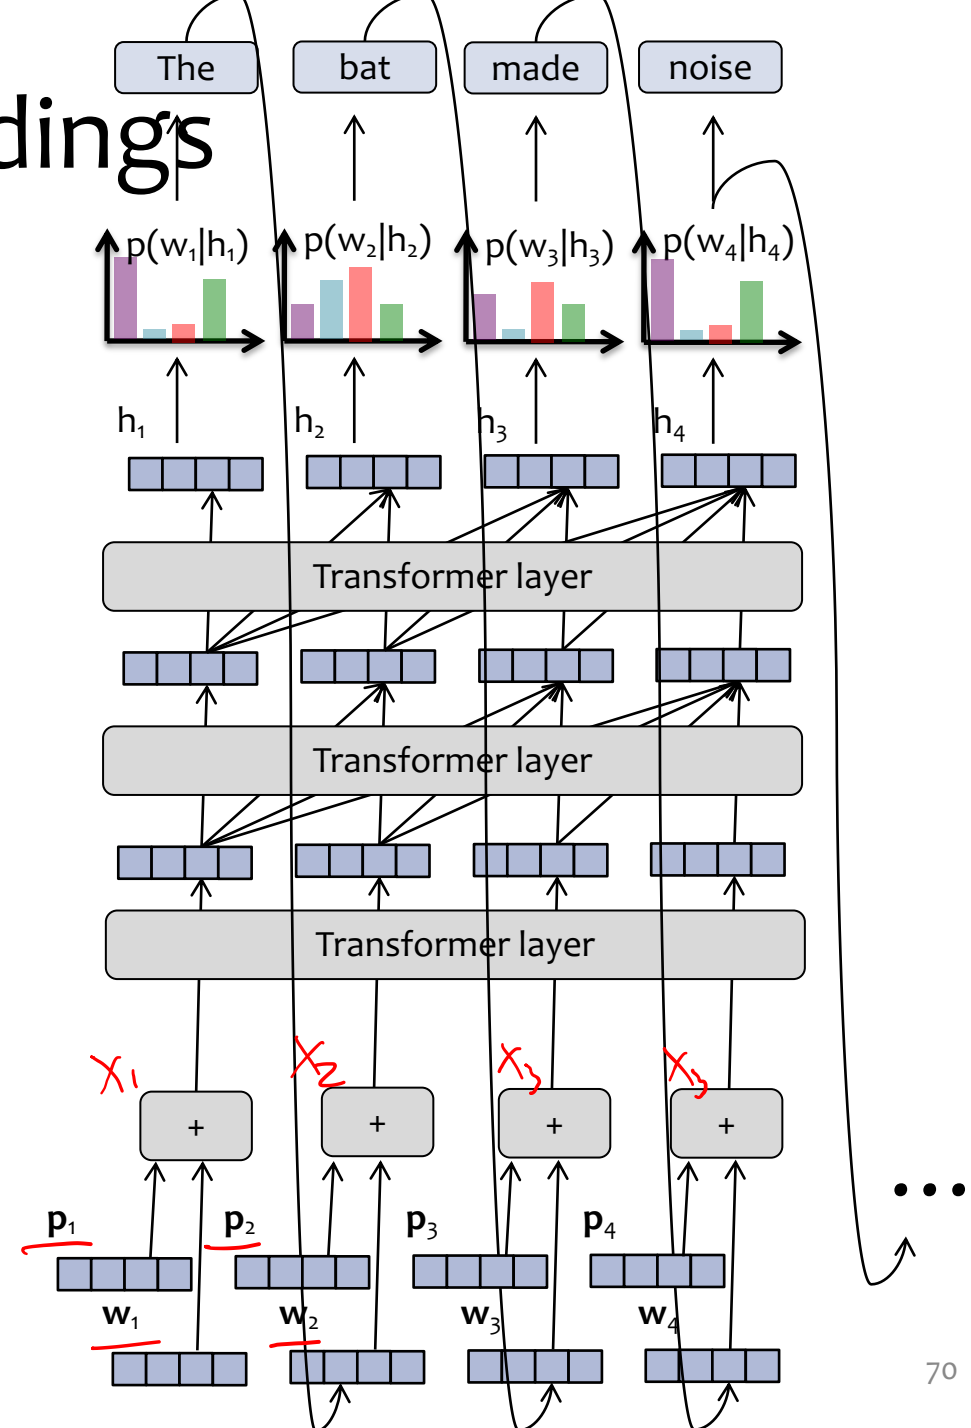 The bat made noise
dings
p(w₁|h₁) p(w₂|h₂) p(w₃|h₃) p(w₄|h₄)
h₁ h₂ h₃ h₄
Transformer layer
Transformer layer
Transformer layer
X₁ X₂ X₃ X₃
+ + + +
...
p₁ p₂ p₃ p₄
w₁ w₂ w₃ w₄
70